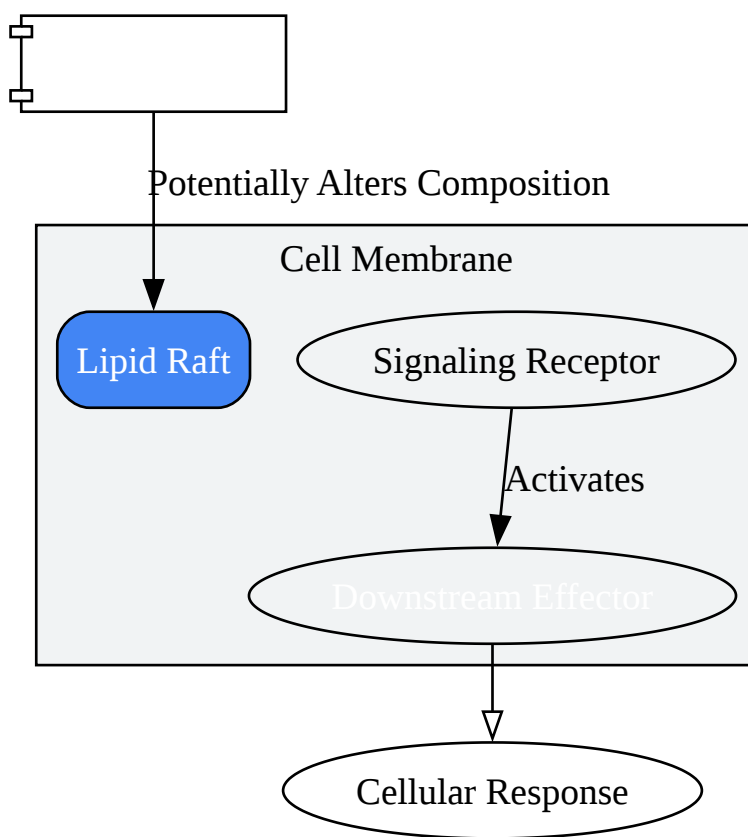 Potentially Alters Composition
Cell Membrane
Lipid Raft
Signaling Receptor
Activates
Downstream Effector
Cellular Response